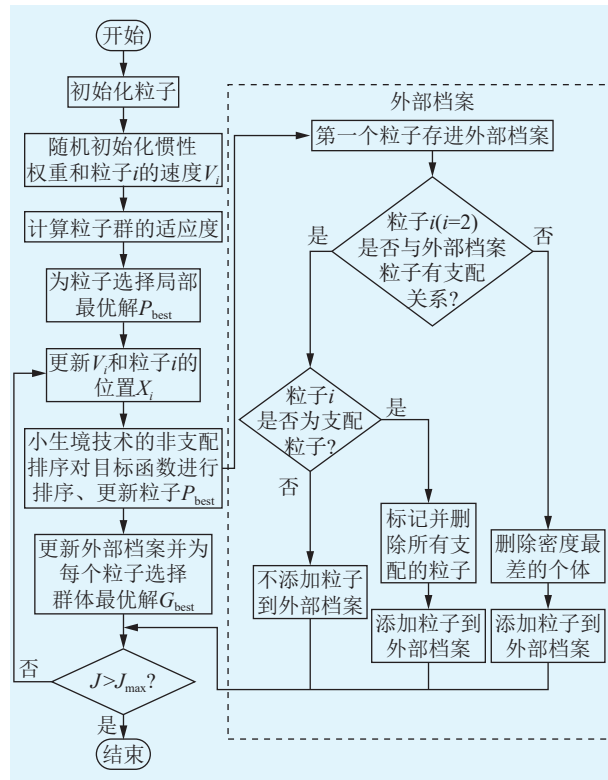 开始
初始化粒子
随机初始化惯性
权重和粒子i的速度Vi
计算粒子群的适应度
为粒子选择局部
最优解Pbest
更新Vi和粒子i的
位置Xi
小生境技术的非支配
排序对目标函数进行
排序、更新粒子Pbest
更新外部档案并为
每个粒子选择
群体最优解Gbest
否
J>Jmax?
是
结束
外部档案
第一个粒子存进外部档案
粒子i(i=2)
是否与外部档案
粒子有支配
关系?
是
否
粒子i
是否为支配
粒子?
是
否
不添加粒子
到外部档案
标记并删
除所有支
配的粒子
添加粒子到
外部档案
删除密度最
差的个体
添加粒子到
外部档案